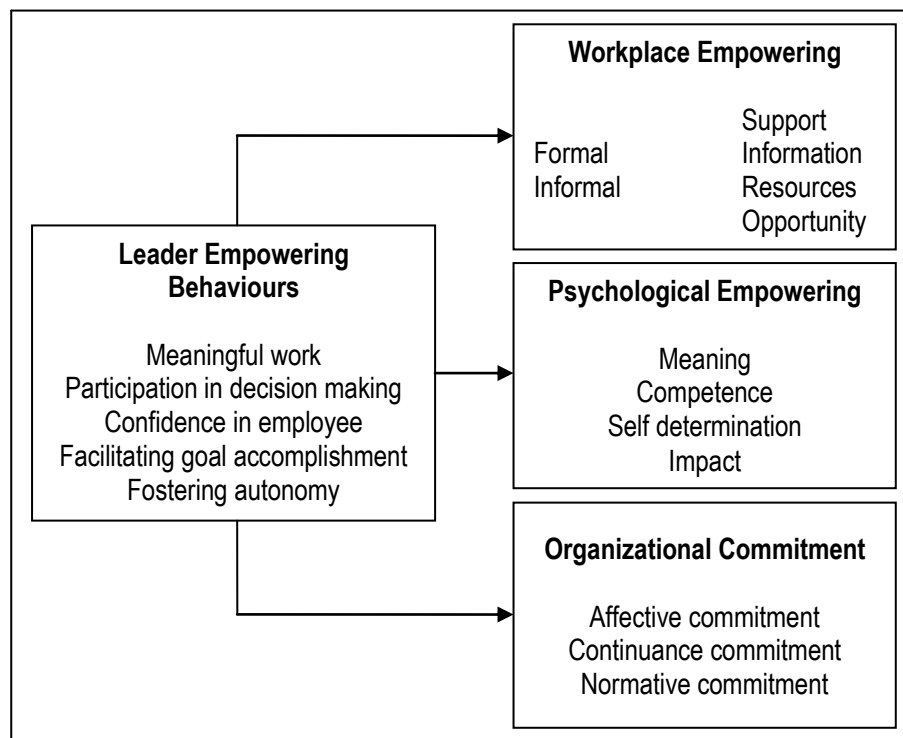 Workplace Empowering
Formal
Informal
Support
Information
Resources
Opportunity
Leader Empowering
Behaviours
Meaningful work
Participation in decision making
Confidence in employee
Facilitating goal accomplishment
Fostering autonomy
Psychological Empowering
Meaning
Competence
Self determination
Impact
Organizational Commitment
Affective commitment
Continuance commitment
Normative commitment